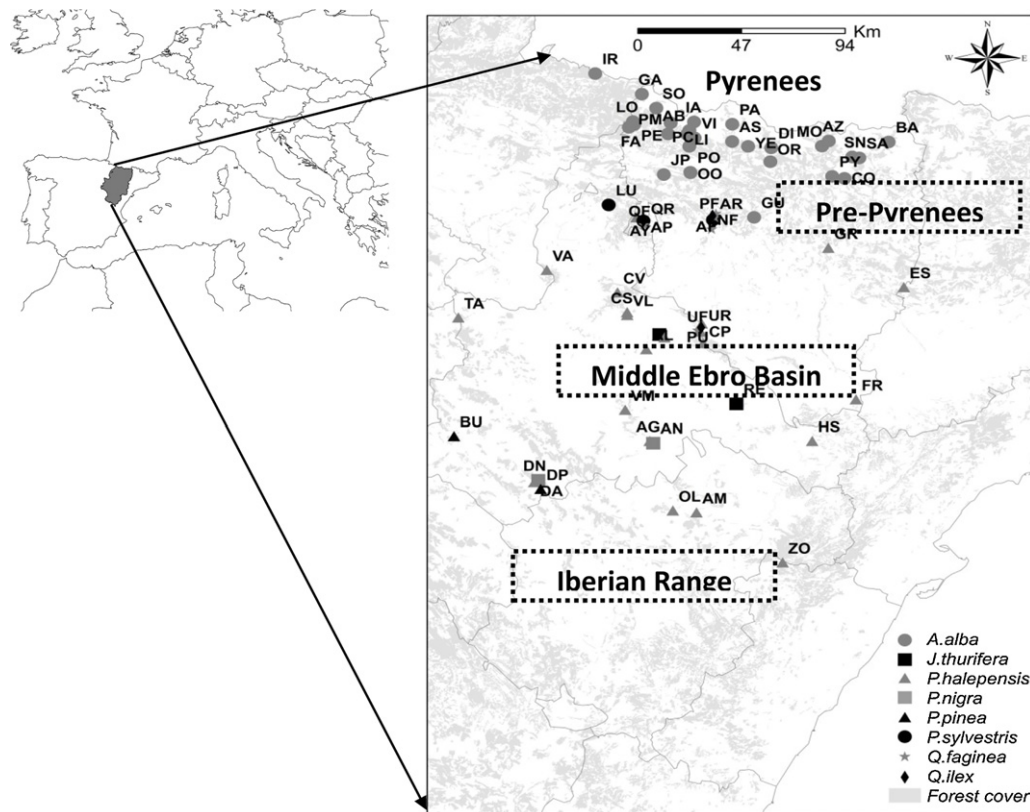 0 47 94 Km
N
W E
S
Pyrenees
IR
GA
SO
LO
PM
AB
IA
VI
PA
FA
PE
PC
LI
AS
YE
DI
MO
AZ
BA
OR
SN
SA
JP
PO
OO
PY
CO
LU
QF
QR
AY
AP
PF
AR
NF
GU
Pre-Pyrenees
GR
VA
ES
CV
CS
VL
TA
UF
UR
CP
PU
Middle Ebro Basin
VM
RE
FR
BU
AG
AN
HS
DN
DP
DA
OL
AM
ZO
Iberian Range
A.alba
J.thurifera
P.halepensis
P.nigra
P.pinea
P.sylvestris
Q.faginea
Q.ilex
Forest cover